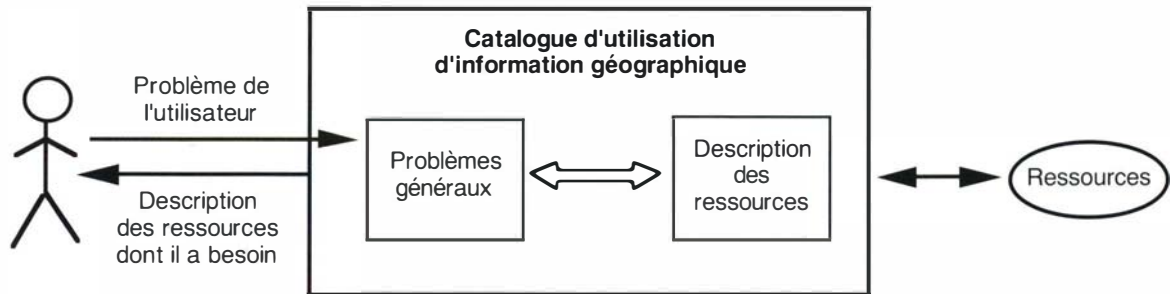 Catalogue d'utilisation
d'information géographique
Problème de
l'utilisateur
Description
des ressources
dont il a besoin
Problèmes
généraux
Description
des
ressources
Ressources